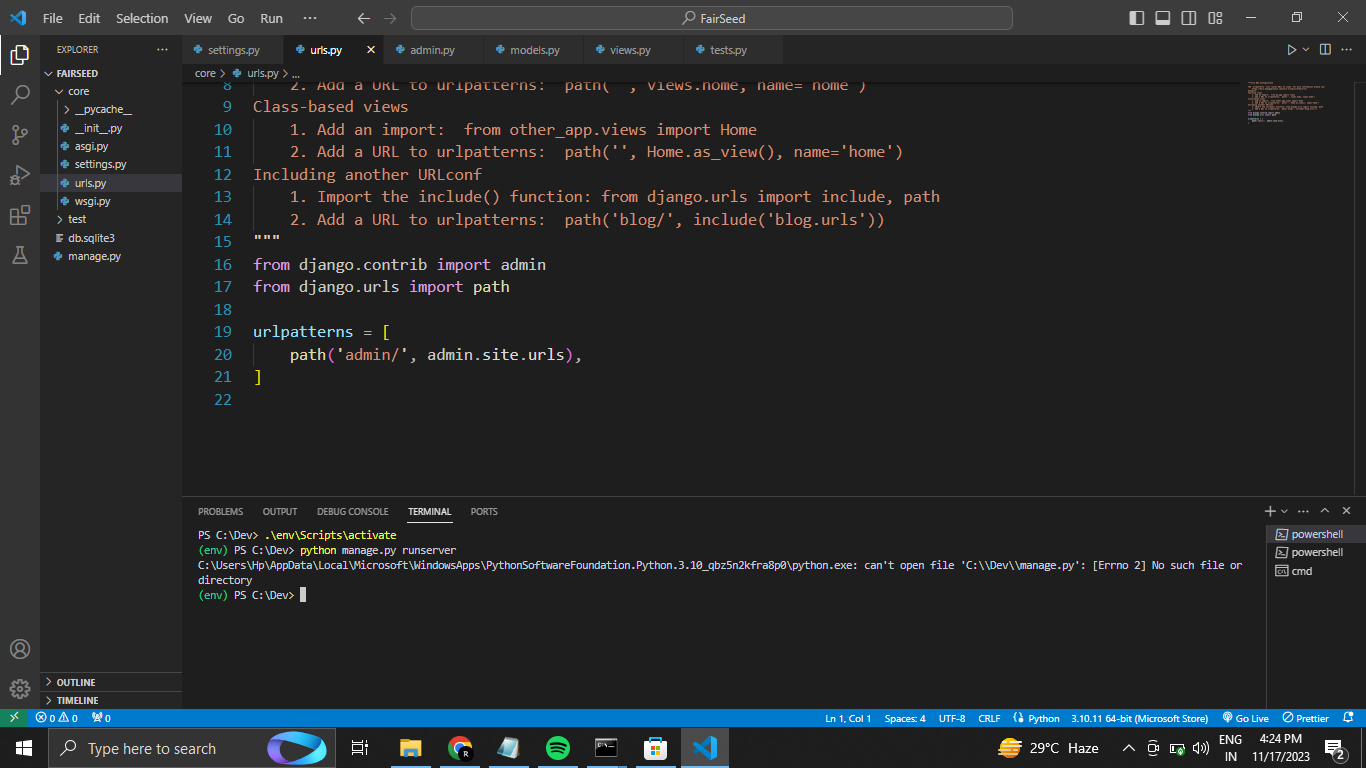 File Edit Selection View Go Run ··· FairSeed
EXPLORER ···
FAIRSEED
core
__pycache__
__init__.py
asgi.py
settings.py
urls.py
wsgi.py
test
db.sqlite3
manage.py
OUTLINE
TIMELINE
settings.py urls.py admin.py models.py views.py tests.py
core > urls.py > ...
8 2. Add a URL to urlpatterns: path('', views.home, name='home')
9 Class-based views
10 1. Add an import: from other_app.views import Home
11 2. Add a URL to urlpatterns: path('', Home.as_view(), name='home')
12 Including another URLconf
13 1. Import the include() function: from django.urls import include, path
14 2. Add a URL to urlpatterns: path('blog/', include('blog.urls'))
15 """
16 from django.contrib import admin
17 from django.urls import path
18
19 urlpatterns = [
20 path('admin/', admin.site.urls),
21 ]
22
PROBLEMS OUTPUT DEBUG CONSOLE TERMINAL PORTS
PS C:\Dev> .\env\Scripts\activate
(env) PS C:\Dev> python manage.py runserver
C:\Users\Hp\AppData\Local\Microsoft\WindowsApps\PythonSoftwareFoundation.Python.3.10_qbz5n2kfra8p0\python.exe: can't open file 'C:\\Dev\\manage.py': [Errno 2] No such file or
directory
(env) PS C:\Dev>
powershell
powershell
cmd
0 0 0 Ln 1, Col 1 Spaces: 4 UTF-8 CRLF Python 3.10.11 64-bit (Microsoft Store) Go Live Prettier
Type here to search 29°C Haze ENG IN 4:24 PM 11/17/2023 2